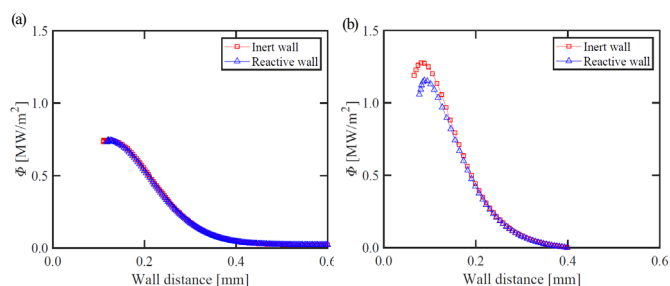 (a)
1.5
1.0
0.5
0.0
Φ [MW/m²]
Inert wall
Reactive wall
0.0 0.2 0.4 0.6
Wall distance [mm]
(b)
1.5
1.0
0.5
0.0
Φ [MW/m²]
Inert wall
Reactive wall
0.0 0.2 0.4 0.6
Wall distance [mm]